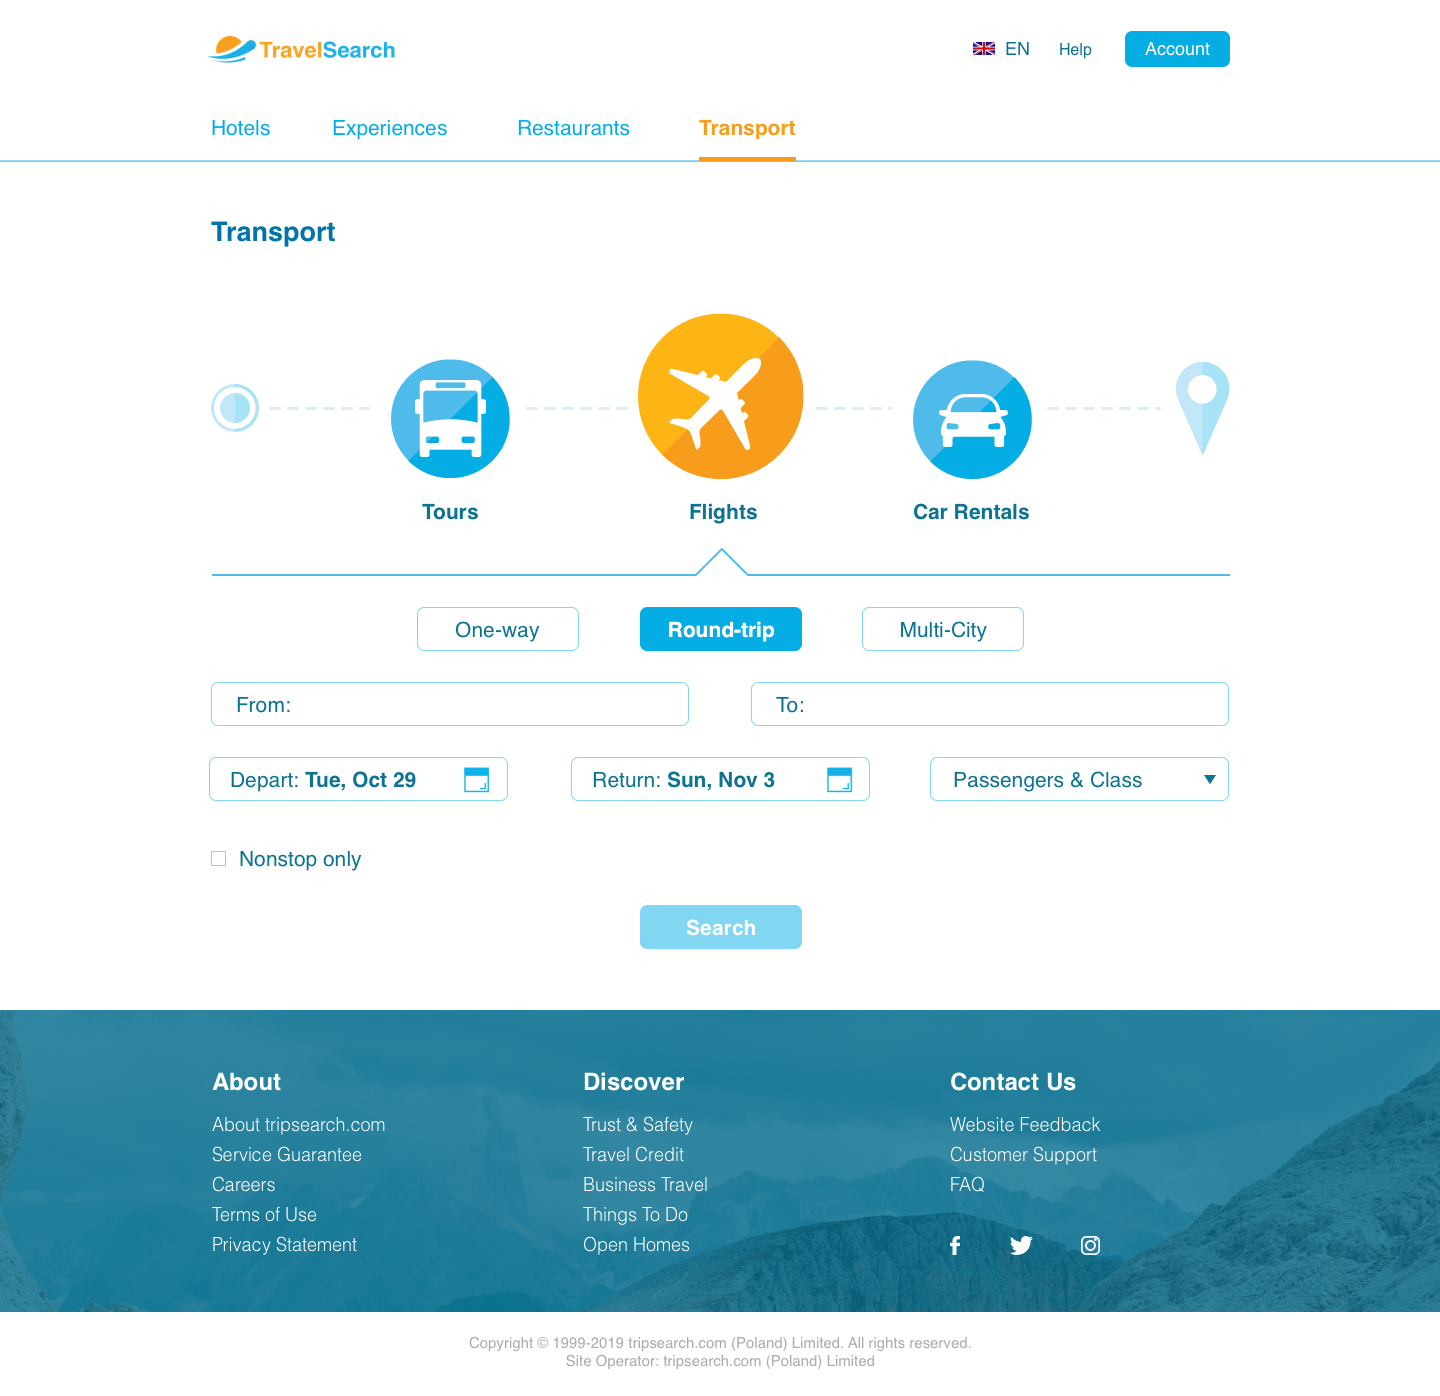 TravelSearch
EN Help Account
Hotels Experiences Restaurants Transport
Transport
Tours Flights Car Rentals
One-way Round-trip Multi-City
From: To:
Depart: Tue, Oct 29 Return: Sun, Nov 3 Passengers & Class
Nonstop only
Search
About
About tripsearch.com
Service Guarantee
Careers
Terms of Use
Privacy Statement
Discover
Trust & Safety
Travel Credit
Business Travel
Things To Do
Open Homes
Contact Us
Website Feedback
Customer Support
FAQ
Copyright © 1999-2019 tripsearch.com (Poland) Limited. All rights reserved.
Site Operator: tripsearch.com (Poland) Limited